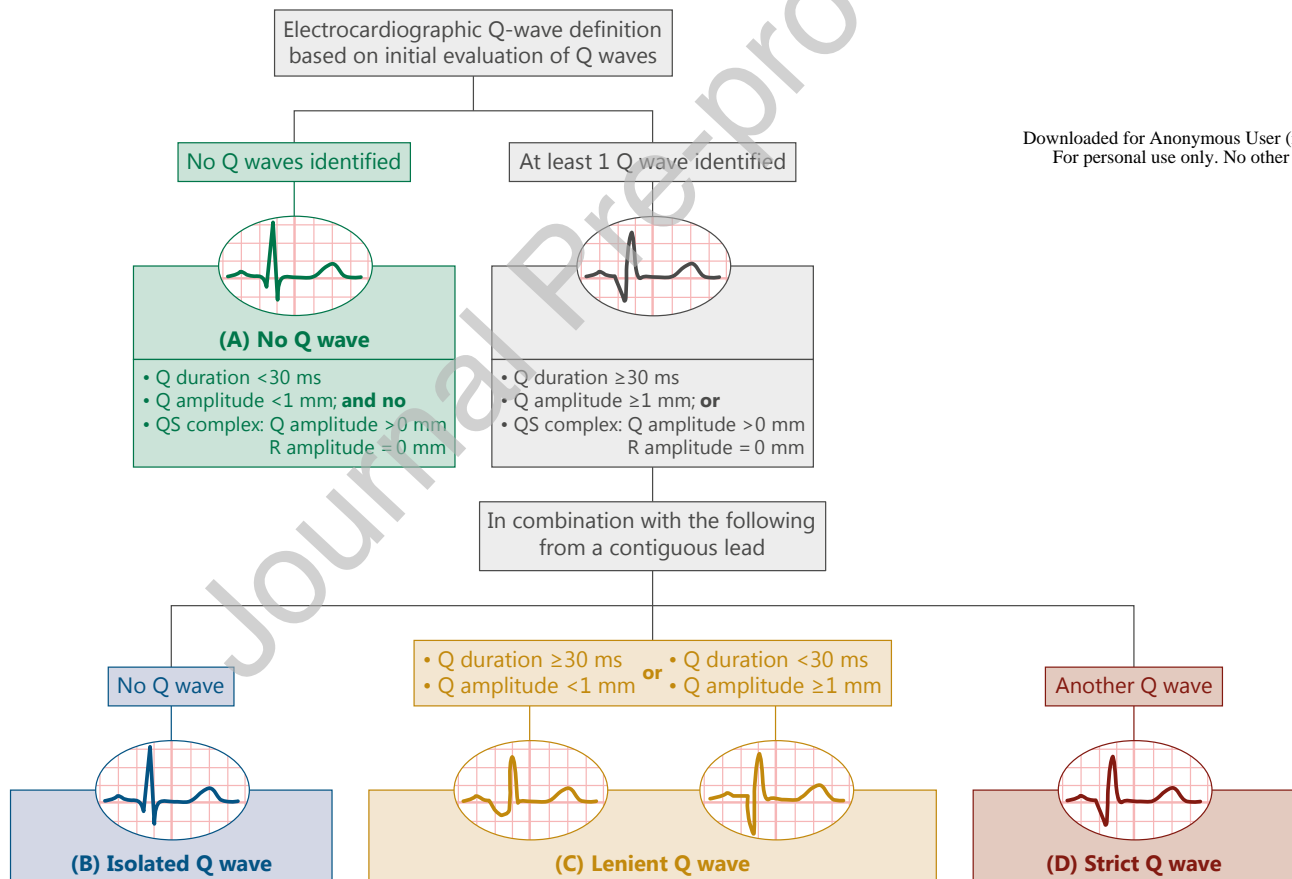 Electrocardiographic Q-wave definition
based on initial evaluation of Q waves
Downloaded for Anonymous User (
For personal use only. No other
No Q waves identified
At least 1 Q wave identified
(A) No Q wave
• Q duration <30 ms
• Q amplitude <1 mm; and no
• QS complex: Q amplitude >0 mm
R amplitude = 0 mm
• Q duration ≥30 ms
• Q amplitude ≥1 mm; or
• QS complex: Q amplitude >0 mm
R amplitude = 0 mm
In combination with the following
from a contiguous lead
No Q wave
• Q duration ≥30 ms
• Q amplitude <1 mm
or
• Q duration <30 ms
• Q amplitude ≥1 mm
Another Q wave
(B) Isolated Q wave
(C) Lenient Q wave
(D) Strict Q wave
Journal Pre-pro